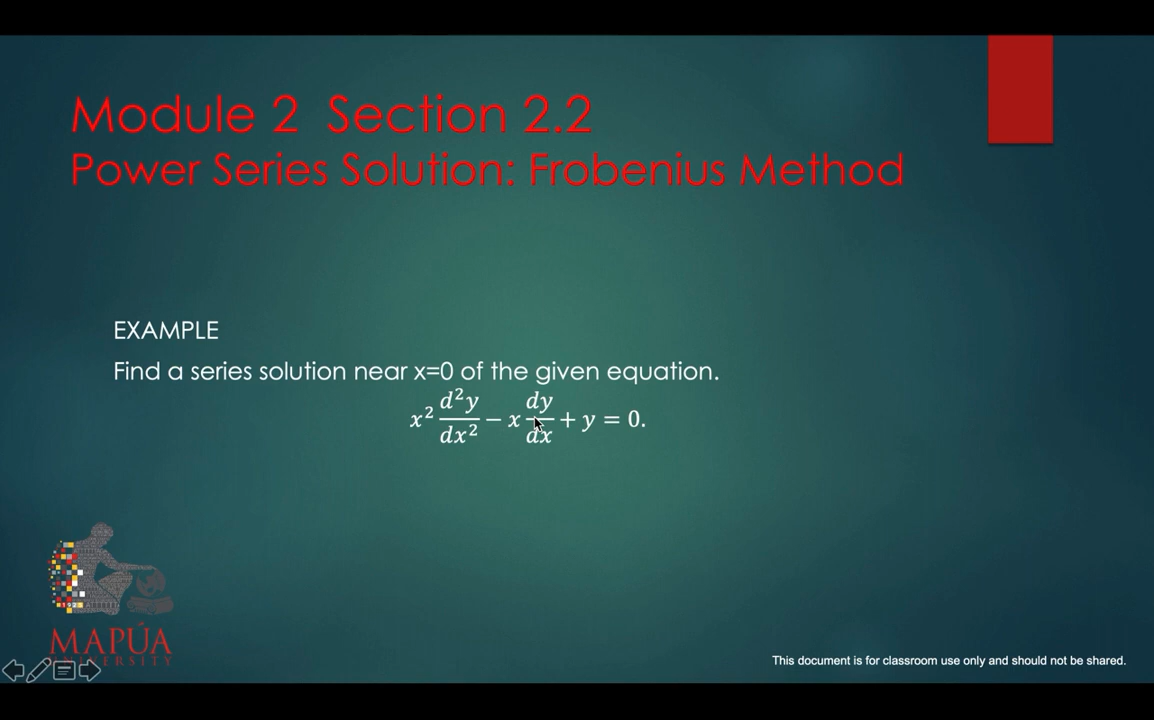 Module 2 Section 2.2
Power Series Solution: Frobenius Method
EXAMPLE
Find a series solution near x=0 of the given equation.
x² d²y/dx² − x dy/dx + y = 0.
MAPÚA
UNIVERSITY
This document is for classroom use only and should not be shared.